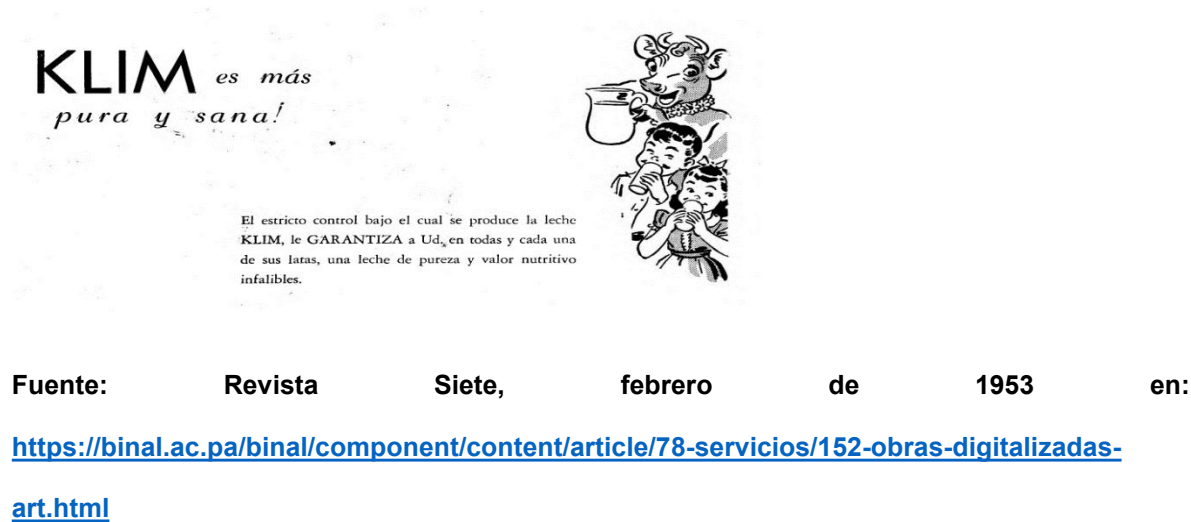 KLIM es más
pura y sana!
El estricto control bajo el cual se produce la leche
KLIM, le GARANTIZA a Ud., en todas y cada una
de sus latas, una leche de pureza y valor nutritivo
infalibles.
Fuente: Revista Siete, febrero de 1953 en:
https://binal.ac.pa/binal/component/content/article/78-servicios/152-obras-digitalizadas-
art.html